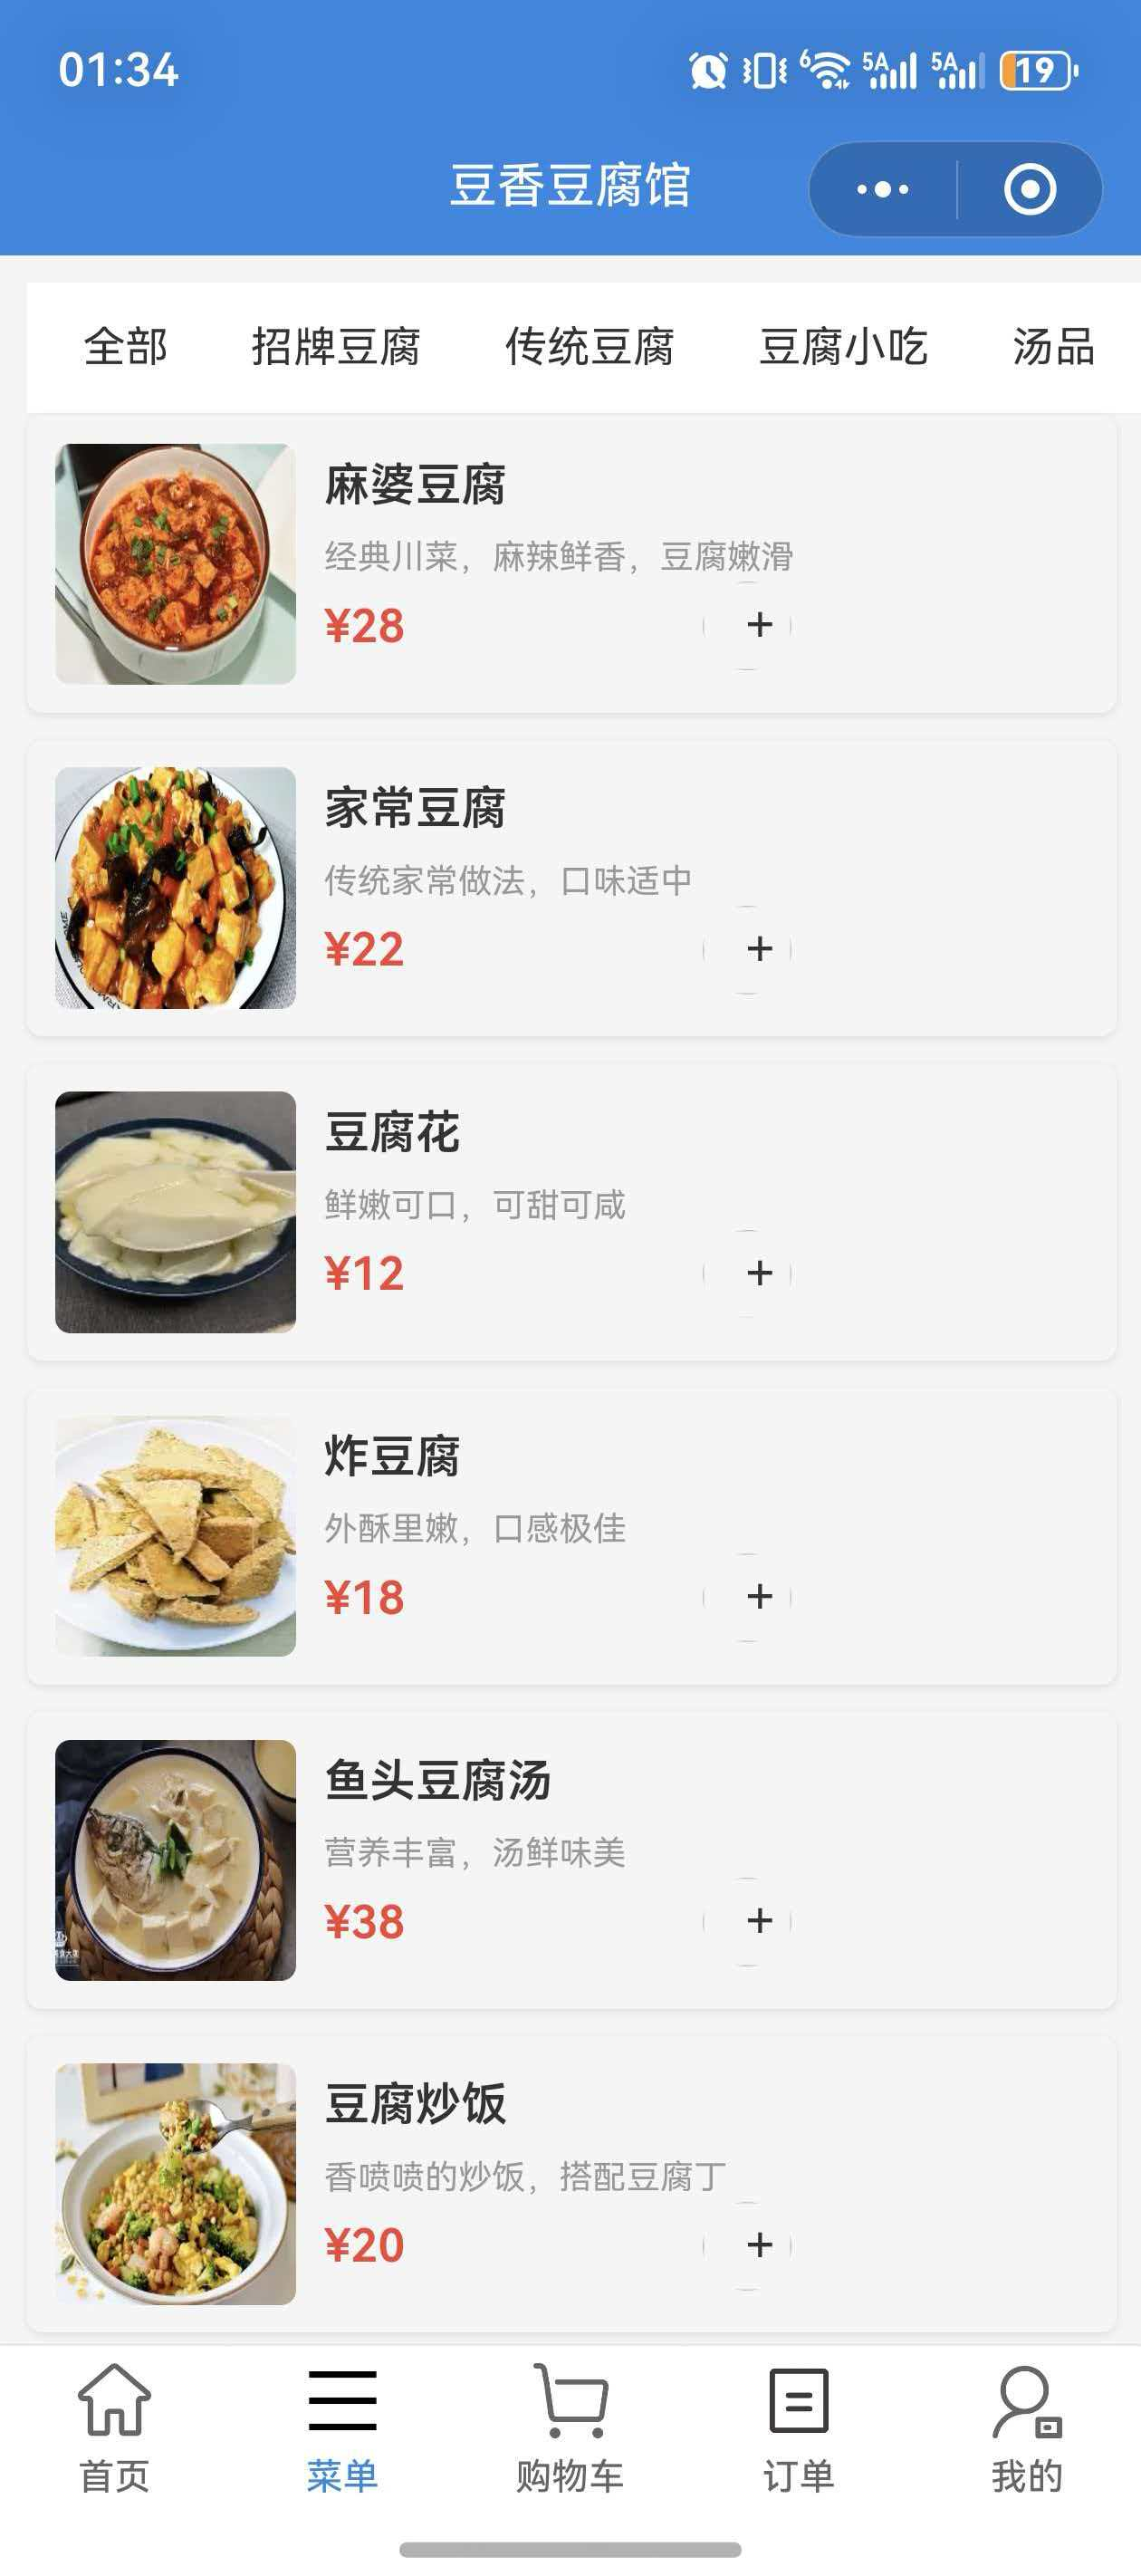 01:34
6 5A 5A 19
豆香豆腐馆
全部 招牌豆腐 传统豆腐 豆腐小吃 汤品
麻婆豆腐
经典川菜，麻辣鲜香，豆腐嫩滑
¥28 +
家常豆腐
传统家常做法，口味适中
¥22 +
豆腐花
鲜嫩可口，可甜可咸
¥12 +
炸豆腐
外酥里嫩，口感极佳
¥18 +
鱼头豆腐汤
营养丰富，汤鲜味美
¥38 +
豆腐炒饭
香喷喷的炒饭，搭配豆腐丁
¥20 +
首页 菜单 购物车 订单 我的